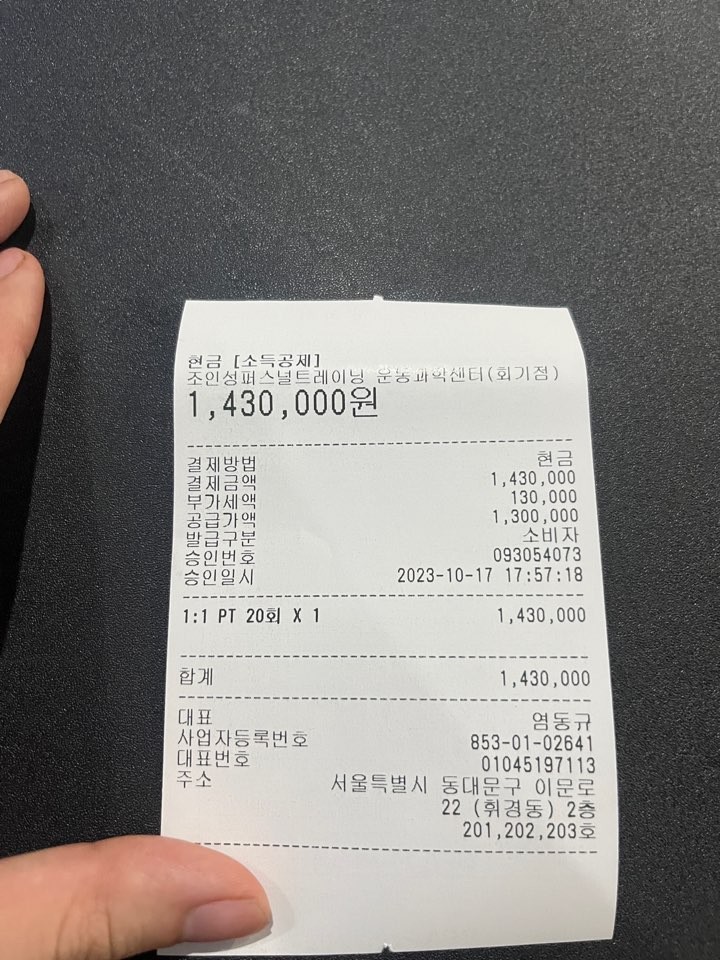 현금 [소득공제]
조인성퍼스널트레이닝 운동과학센터(회기점)
1,430,000원
결제방법 현금
결제금액 1,430,000
부가세액 130,000
공급가액 1,300,000
발급구분 소비자
승인번호 093054073
승인일시 2023-10-17 17:57:18
1:1 PT 20회 X 1 1,430,000
합계 1,430,000
대표 염동규
사업자등록번호 853-01-02641
대표번호 01045197113
주소 서울특별시 동대문구 이문로
22 (휘경동) 2층
201,202,203호